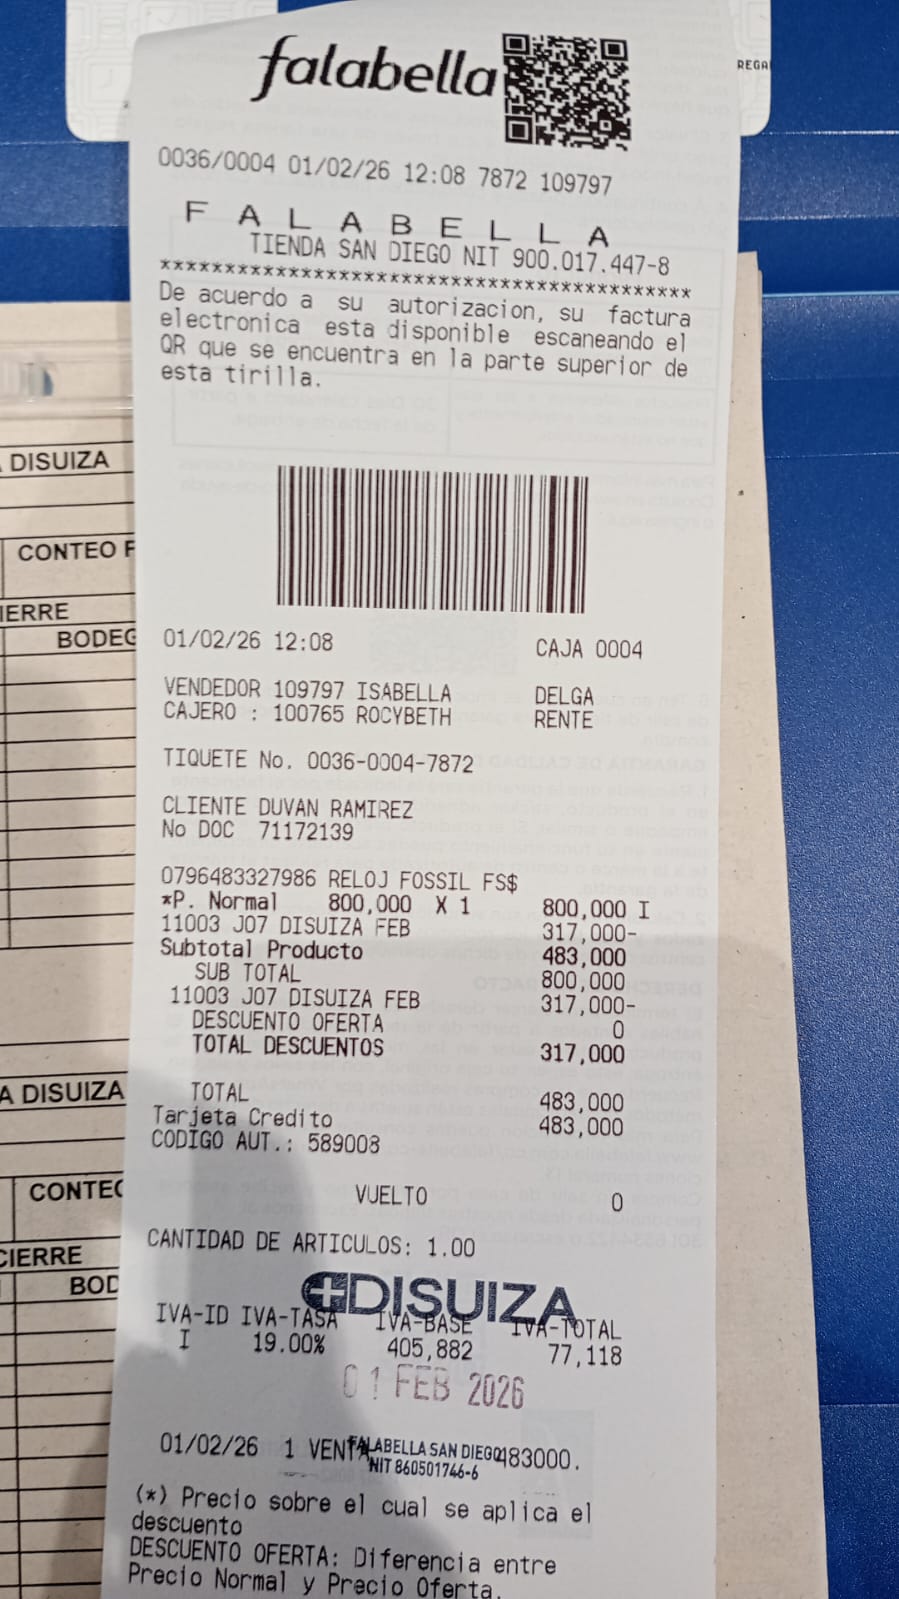 falabella
REGA
0036/0004 01/02/26 12:08 7872 109797
F A L A B E L L A
TIENDA SAN DIEGO NIT 900.017.447-8
*****************************************
De acuerdo a su autorizacion, su factura
electronica esta disponible escaneando el
QR que se encuentra en la parte superior de
esta tirilla.
A DISUIZA
CONTEO F
IERRE
BODEG
01/02/26 12:08 CAJA 0004
VENDEDOR 109797 ISABELLA DELGA
CAJERO : 100765 ROCYBETH RENTE
TIQUETE No. 0036-0004-7872
CLIENTE DUVAN RAMIREZ
No DOC 71172139
0796483327986 RELOJ FOSSIL FS$
*P. Normal 800,000 X 1 800,000 I
11003 J07 DISUIZA FEB 317,000-
Subtotal Producto 483,000
SUB TOTAL 800,000
11003 J07 DISUIZA FEB 317,000-
DESCUENTO OFERTA 0
TOTAL DESCUENTOS 317,000
A DISUIZA
TOTAL 483,000
Tarjeta Credito 483,000
CODIGO AUT.: 589008
CONTEO
CIERRE
BOD
VUELTO 0
CANTIDAD DE ARTICULOS: 1.00
DISUIZA
IVA-ID IVA-TASA IVA-BASE IVA-TOTAL
I 19.00% 405,882 77,118
01 FEB 2026
01/02/26 1 VENTA 483000.
FALABELLA SAN DIEGO
NIT 860501746-6
(*) Precio sobre el cual se aplica el
descuento
DESCUENTO OFERTA: Diferencia entre
Precio Normal y Precio Oferta.